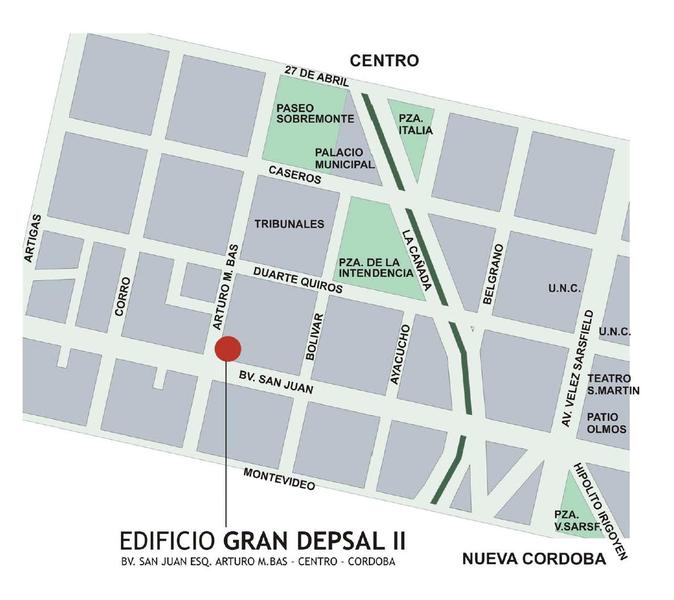 CENTRO
27 DE ABRIL
PASEO
SOBREMONTE
PZA.
ITALIA
PALACIO
MUNICIPAL
CASEROS
TRIBUNALES
ARTIGAS
LA CAÑADA
PZA. DE LA
INTENDENCIA
BELGRANO
ARTURO M. BAS
DUARTE QUIROS
CORRO
U.N.C.
U.N.C.
BOLIVAR
AYACUCHO
AV. VELEZ SARSFIELD
BV. SAN JUAN
TEATRO
S.MARTIN
PATIO
OLMOS
MONTEVIDEO
HIPOLITO IRIGOYEN
PZA.
V.SARSF.
EDIFICIO GRAN DEPSAL II
BV. SAN JUAN ESQ. ARTURO M.BAS - CENTRO - CORDOBA
NUEVA CORDOBA